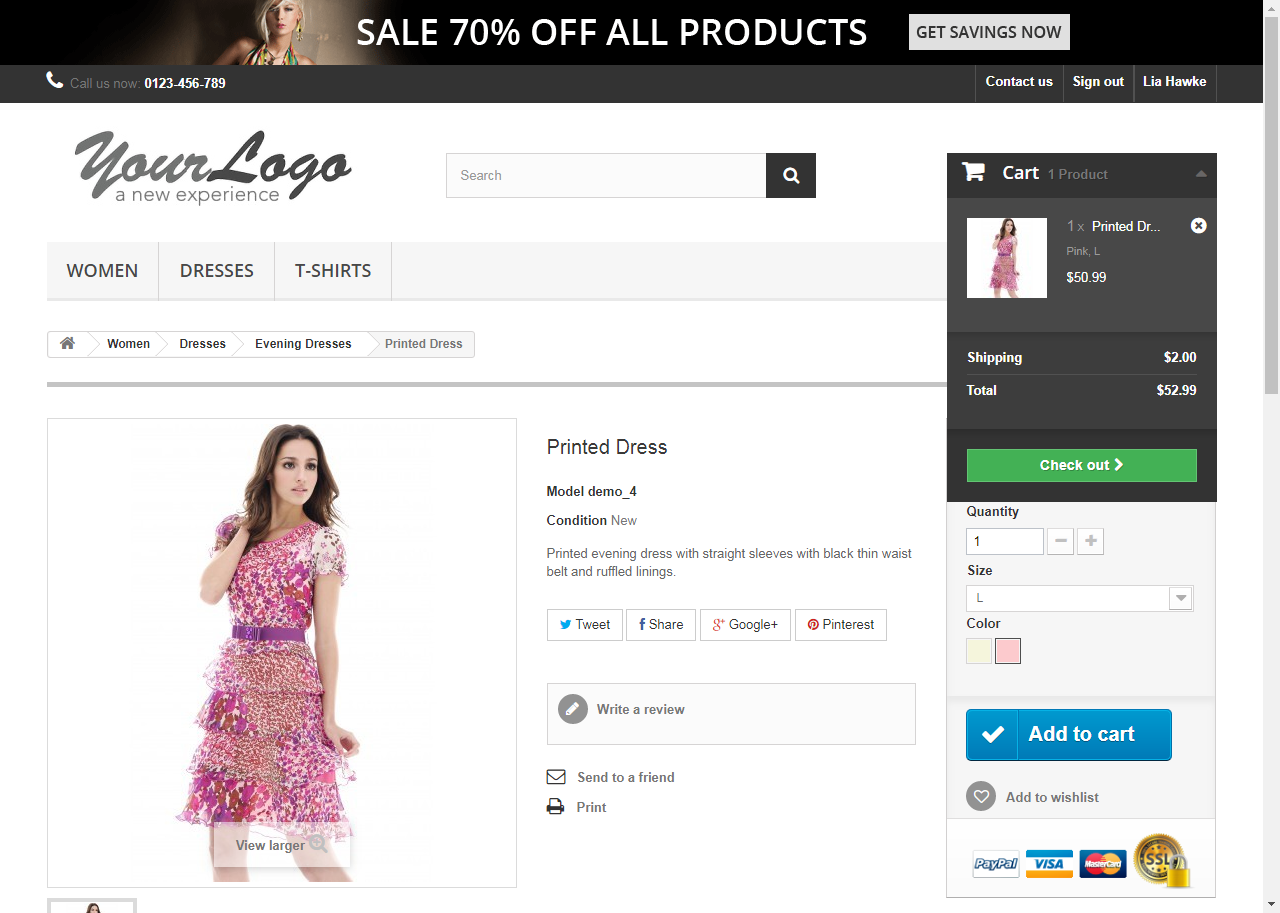 SALE 70% OFF ALL PRODUCTS
GET SAVINGS NOW
Call us now: 0123-456-789
Contact us
Sign out
Lia Hawke
YourLogo
a new experience
Search
Cart 1 Product
1 x Printed Dr...
Pink, L
$50.99
Shipping $2.00
Total $52.99
Check out
WOMEN
DRESSES
T-SHIRTS
Women
Dresses
Evening Dresses
Printed Dress
View larger
Printed Dress
Model demo_4
Condition New
Printed evening dress with straight sleeves with black thin waist
belt and ruffled linings.
Tweet
Share
Google+
Pinterest
Write a review
Send to a friend
Print
Quantity
1
Size
L
Color
Add to cart
Add to wishlist
PayPal
VISA
MasterCard
SSL